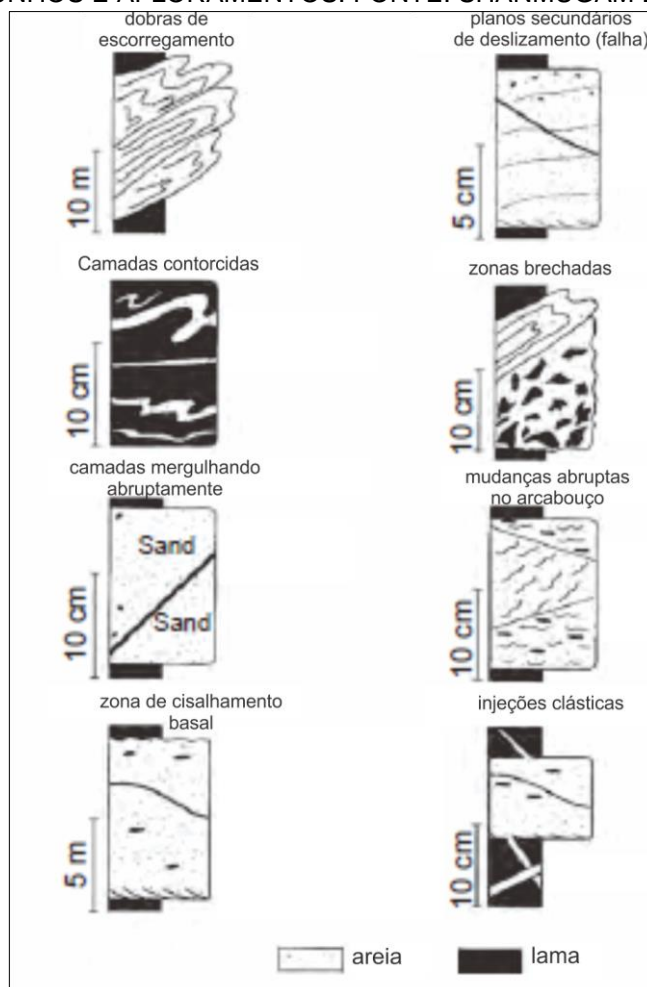 dobras de
escorregamento
planos secundários
de deslizamento (falha)
10 m
5 cm
Camadas contorcidas
zonas brechadas
10 cm
10 cm
camadas mergulhando
abruptamente
mudanças abruptas
no arcabouço
Sand
Sand
10 cm
10 cm
zona de cisalhamento
basal
injeções clásticas
5 m
10 cm
areia
lama